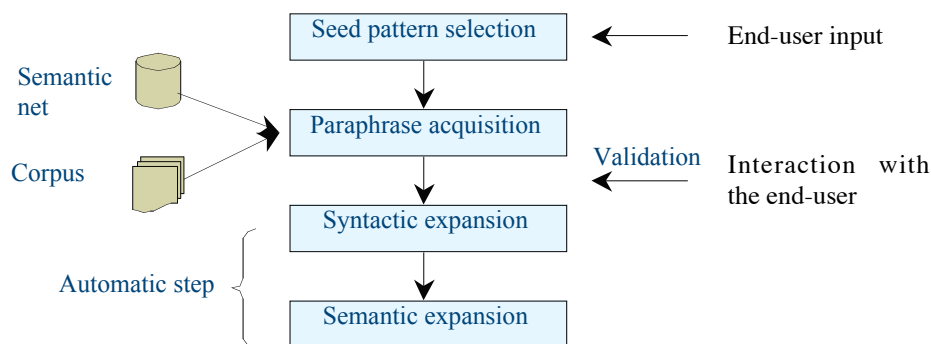 Seed pattern selection
End-user input
Semantic
net
Paraphrase acquisition
Corpus
Validation
Interaction with
the end-user
Syntactic expansion
Automatic step
Semantic expansion